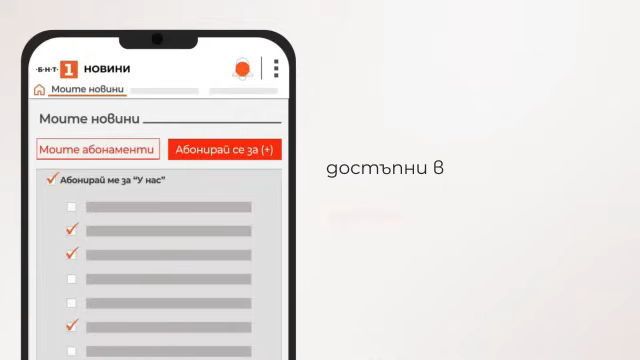 ·Б·Н·Т· 1 НОВИНИ
Моите новини
Моите новини
Моите абонаменти
Абонирай се за (+)
Абонирай ме за “У нас”
достъпни в